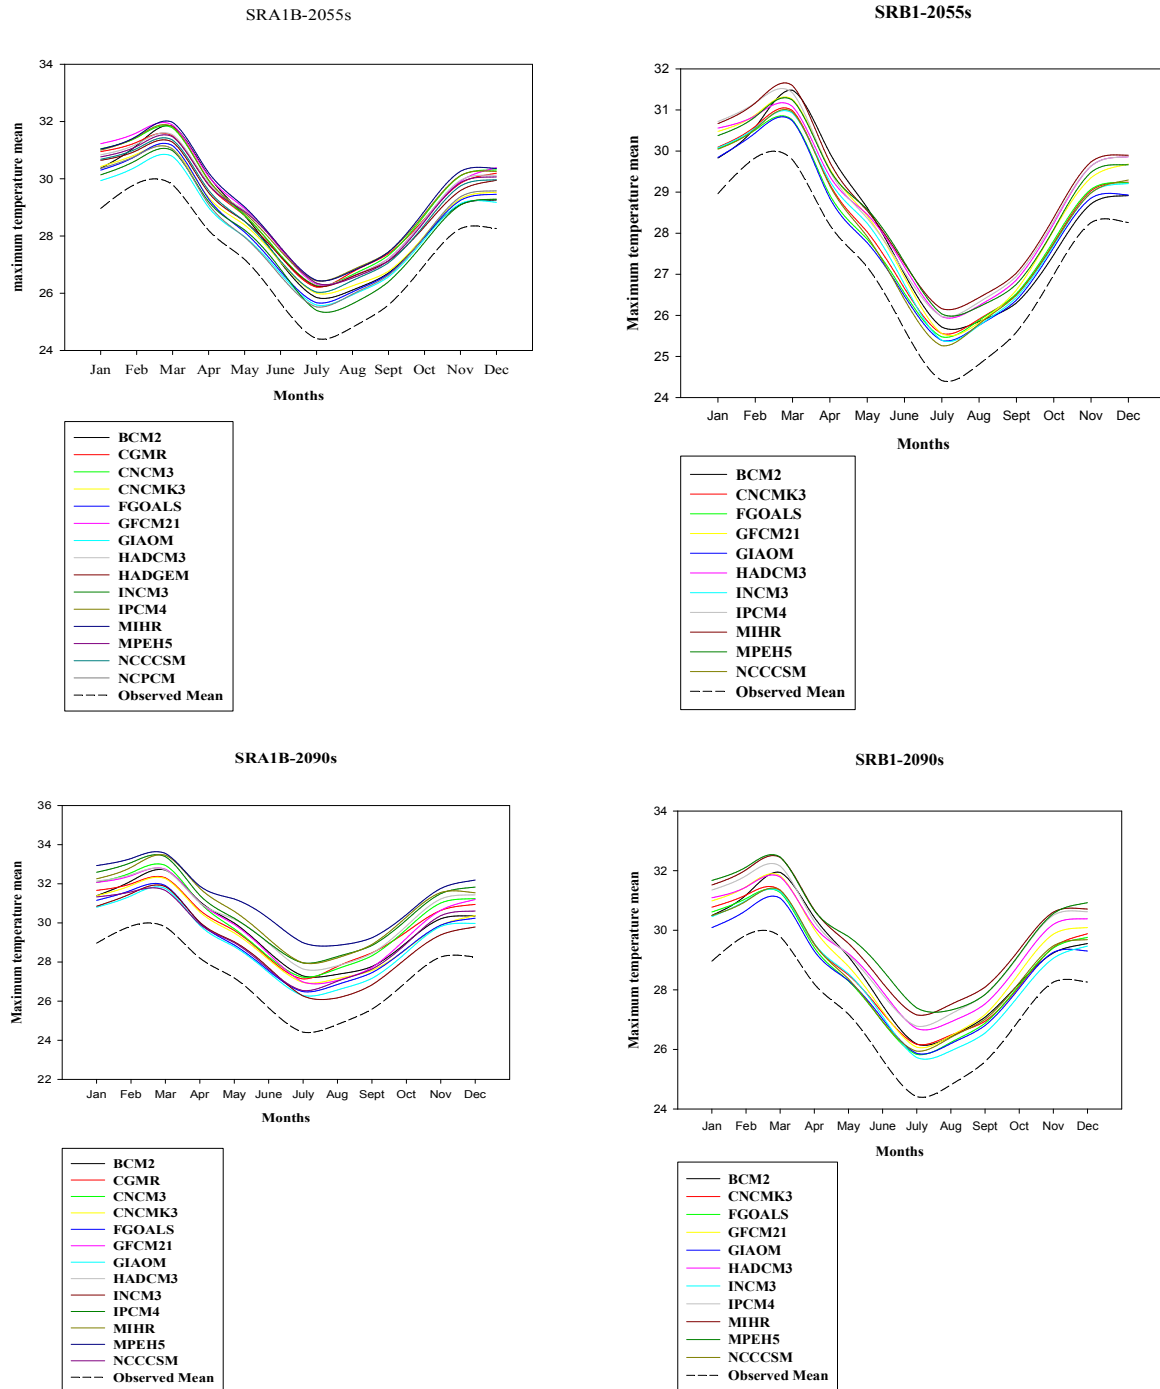 SRA1B-2055s
maximum temperature mean
34
32
30
28
26
24
Jan Feb Mar Apr May June July Aug Sept Oct Nov Dec
Months
BCM2
CGMR
CNCM3
CNCMK3
FGOALS
GFCM21
GIAOM
HADCM3
HADGEM
INCM3
IPCM4
MIHR
MPEH5
NCCCSM
NCPCM
Observed Mean
SRB1-2055s
Maximum temperature mean
32
31
30
29
28
27
26
25
24
Jan Feb Mar Apr May June July Aug Sept Oct Nov Dec
Months
BCM2
CNCMK3
FGOALS
GFCM21
GIAOM
HADCM3
INCM3
IPCM4
MIHR
MPEH5
NCCCSM
Observed Mean
SRA1B-2090s
Maximum temperature mean
36
34
32
30
28
26
24
22
Jan Feb Mar Apr May June July Aug Sept Oct Nov Dec
Months
BCM2
CGMR
CNCM3
CNCMK3
FGOALS
GFCM21
GIAOM
HADCM3
INCM3
IPCM4
MIHR
MPEH5
NCCCSM
Observed Mean
SRB1-2090s
Maximum temperature mean
34
32
30
28
26
24
Jan Feb Mar Apr May June July Aug Sept Oct Nov Dec
Months
BCM2
CNCMK3
FGOALS
GFCM21
GIAOM
HADCM3
INCM3
IPCM4
MIHR
MPEH5
NCCCSM
Observed Mean